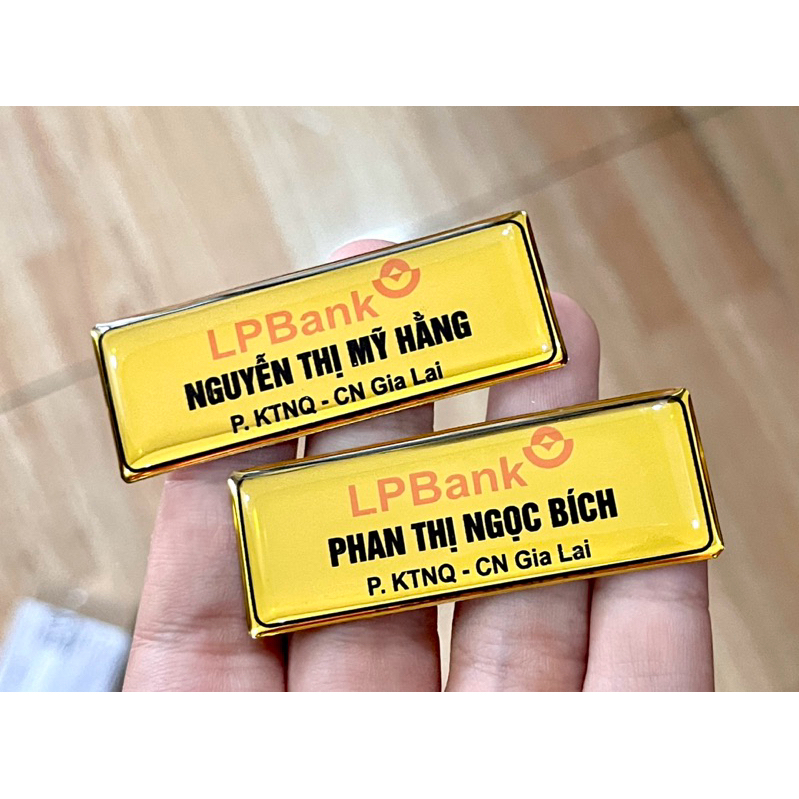 LPBank
NGUYỄN THỊ MỸ HẰNG
P. KTNQ - CN Gia Lai
LPBank
PHAN THỊ NGỌC BÍCH
P. KTNQ - CN Gia Lai